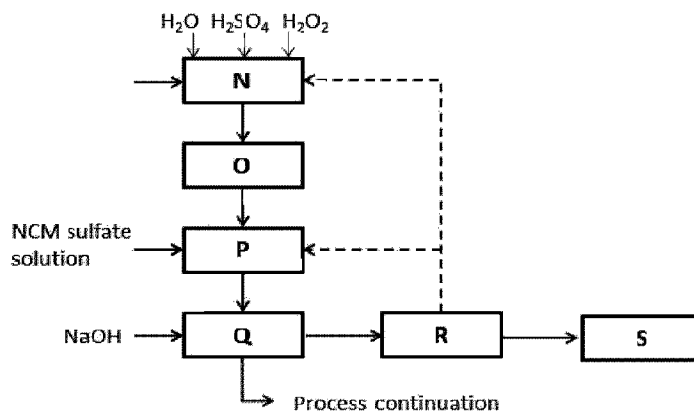 H₂O H₂SO₄ H₂O₂
N
O
NCM sulfate
solution
P
NaOH
Q
R
S
Process continuation